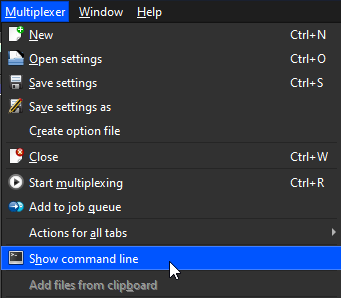 Multiplexer Window Help
New Ctrl+N
Open settings Ctrl+O
Save settings Ctrl+S
Save settings as
Create option file
Close Ctrl+W
Start multiplexing Ctrl+R
Add to job queue
Actions for all tabs
Show command line
Add files from clipboard